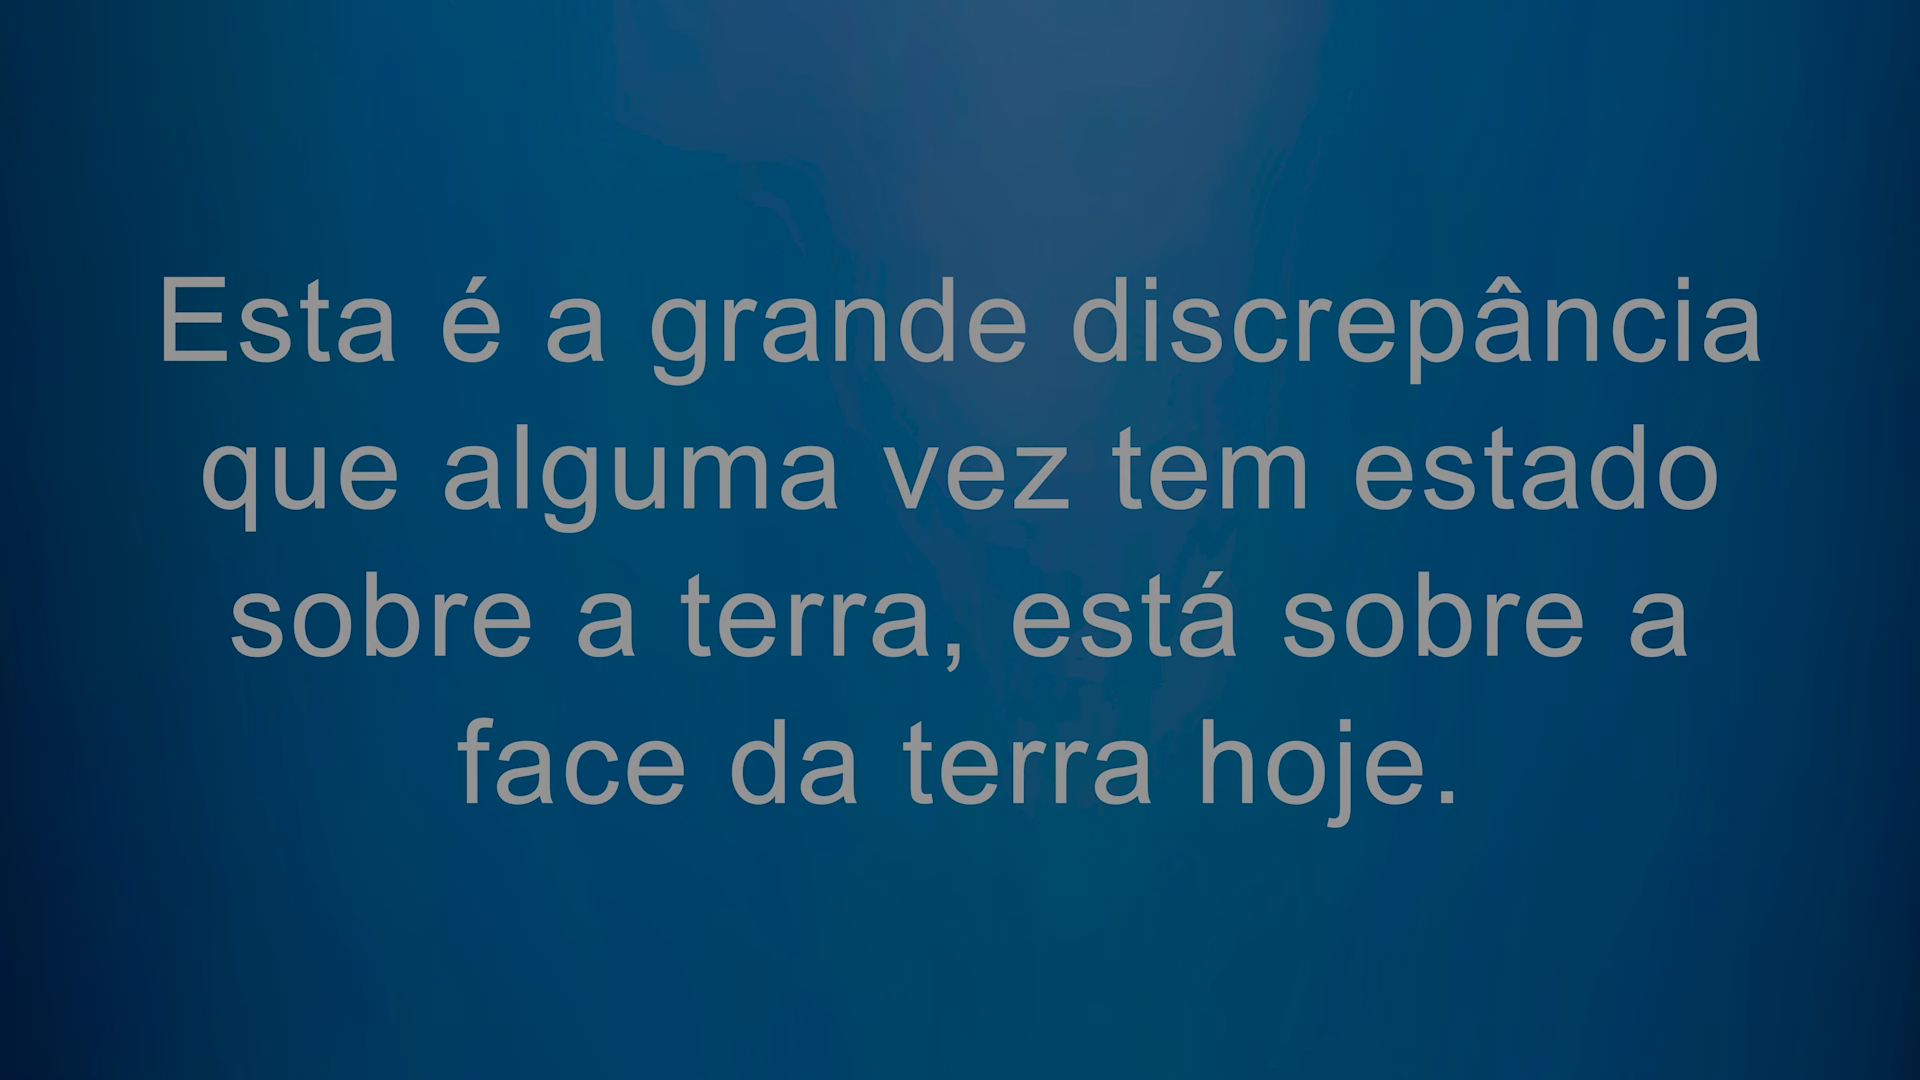 Esta é a grande discrepância
que alguma vez tem estado
sobre a terra, está sobre a
face da terra hoje.